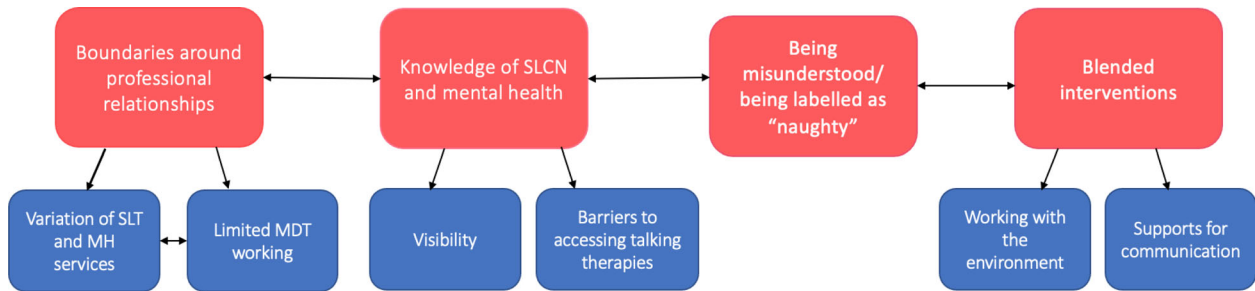 Boundaries around
professional
relationships
Knowledge of SLCN
and mental health
Being
misunderstood/
being labelled as
“naughty”
Blended
interventions
Variation of SLT
and MH
services
Limited MDT
working
Visibility
Barriers to
accessing talking
therapies
Working with
the
environment
Supports for
communication